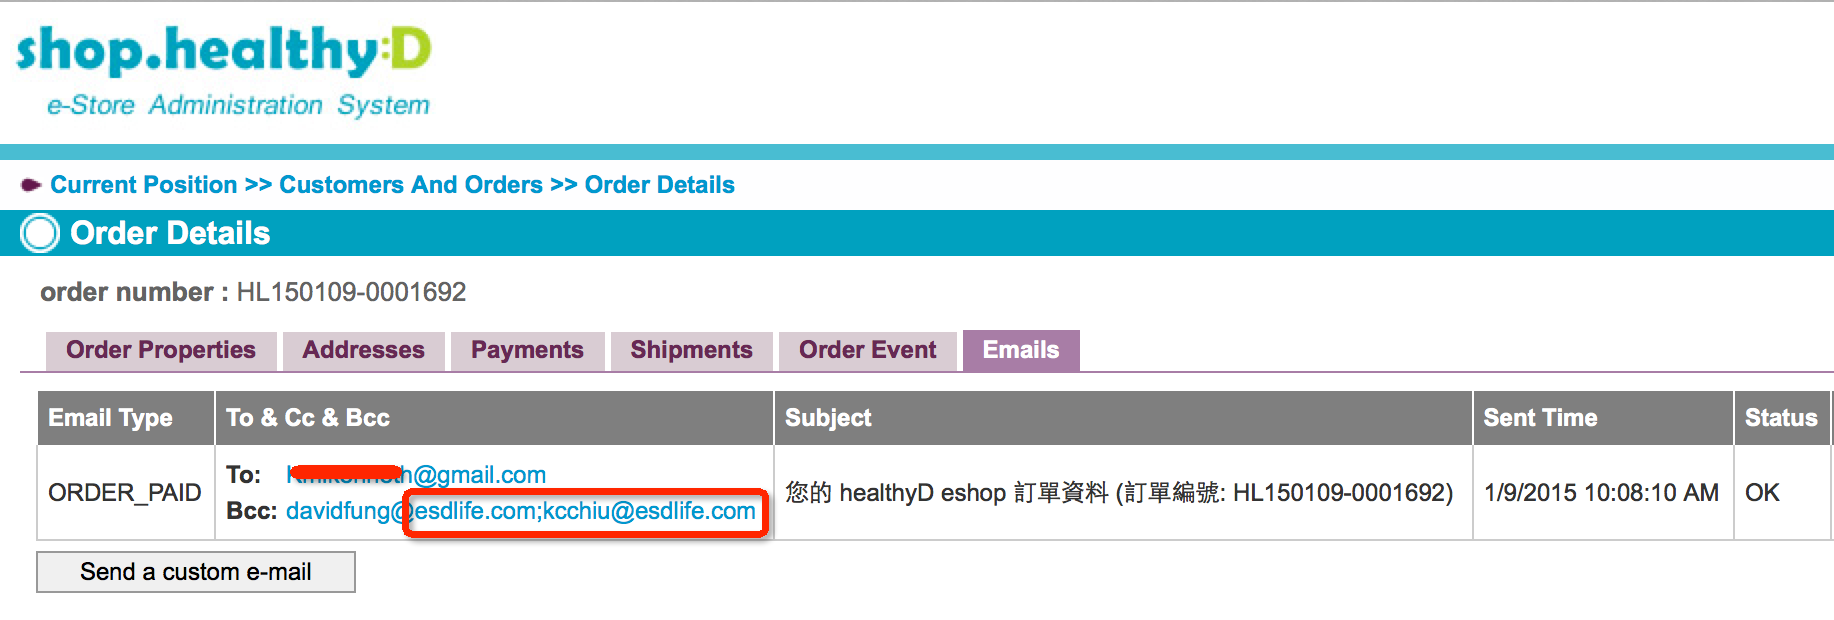 shop.healthy:D
e-Store Administration System
Current Position >> Customers And Orders >> Order Details
Order Details
order number : HL150109-0001692
Order Properties Addresses Payments Shipments Order Event Emails
Email Type To & Cc & Bcc Subject Sent Time Status
ORDER_PAID
To: @gmail.com
Bcc: davidfung@esdlife.com;kcchiu@esdlife.com
您的 healthyD eshop 訂單資料 (訂單編號: HL150109-0001692)
1/9/2015 10:08:10 AM
OK
Send a custom e-mail